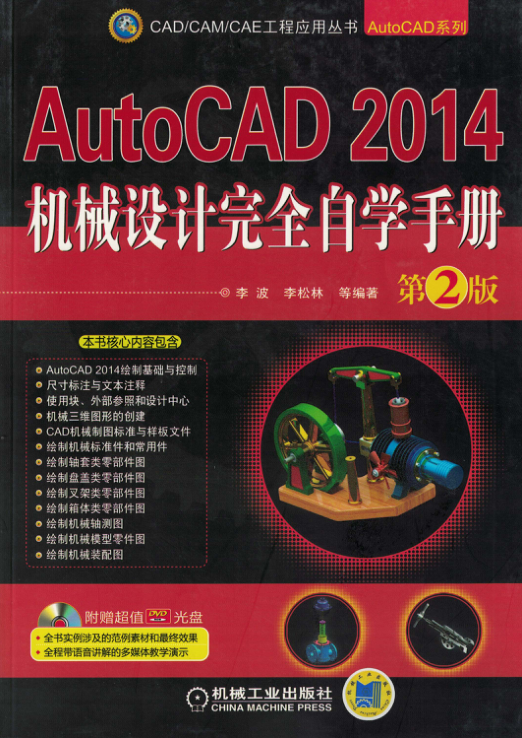 CAD/CAM/CAE工程应用丛书 AutoCAD系列
AutoCAD 2014
机械设计完全自学手册
李 波 李松林 等编著 第2版
本书核心内容包含
AutoCAD 2014绘制基础与控制
尺寸标注与文本注释
使用块、外部参照和设计中心
机械三维图形的创建
CAD机械制图标准与样板文件
绘制机械标准件和常用件
绘制轴套类零部件图
绘制盘盖类零部件图
绘制叉架类零部件图
绘制箱体类零部件图
绘制机械轴测图
绘制机械模型零件图
绘制机械装配图
附赠超值 DVD 光盘
全书实例涉及的范例素材和最终效果
全程带语音讲解的多媒体教学演示
机械工业出版社
CHINA MACHINE PRESS